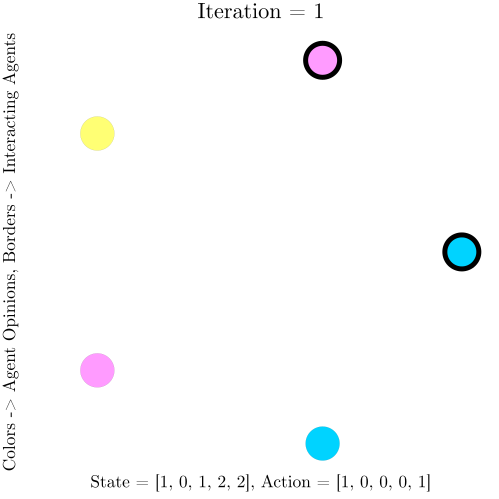 Iteration = 1
Colors -> Agent Opinions, Borders -> Interacting Agents
State = [1, 0, 1, 2, 2], Action = [1, 0, 0, 0, 1]